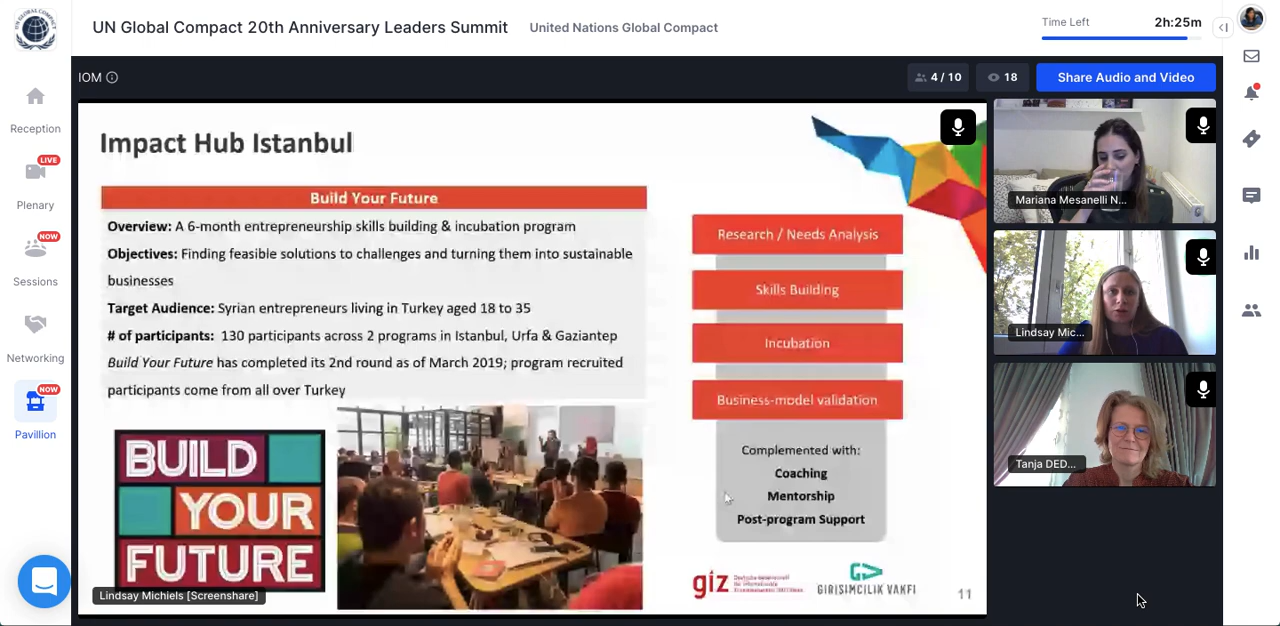 UN Global Compact 20th Anniversary Leaders Summit
United Nations Global Compact
Time Left
2h:25m
IOM
4 / 10
18
Share Audio and Video
Reception
LIVE
Plenary
NOW
Sessions
Networking
NOW
Pavillion
Impact Hub Istanbul
Build Your Future
Overview: A 6-month entrepreneurship skills building & incubation program
Objectives: Finding feasible solutions to challenges and turning them into sustainable
businesses
Target Audience: Syrian entrepreneurs living in Turkey aged 18 to 35
# of participants: 130 participants across 2 programs in Istanbul, Urfa & Gaziantep
Build Your Future has completed its 2nd round as of March 2019; program recruited
participants come from all over Turkey
BUILD
YOUR
FUTURE
Lindsay Michiels [Screenshare]
Research / Needs Analysis
Skills Building
Incubation
Business-model validation
Complemented with:
Coaching
Mentorship
Post-program Support
giz
GİRİŞİMCİLİK VAKFI
11
Mariana Mesanelli N...
Lindsay Mic...
Tanja DED...